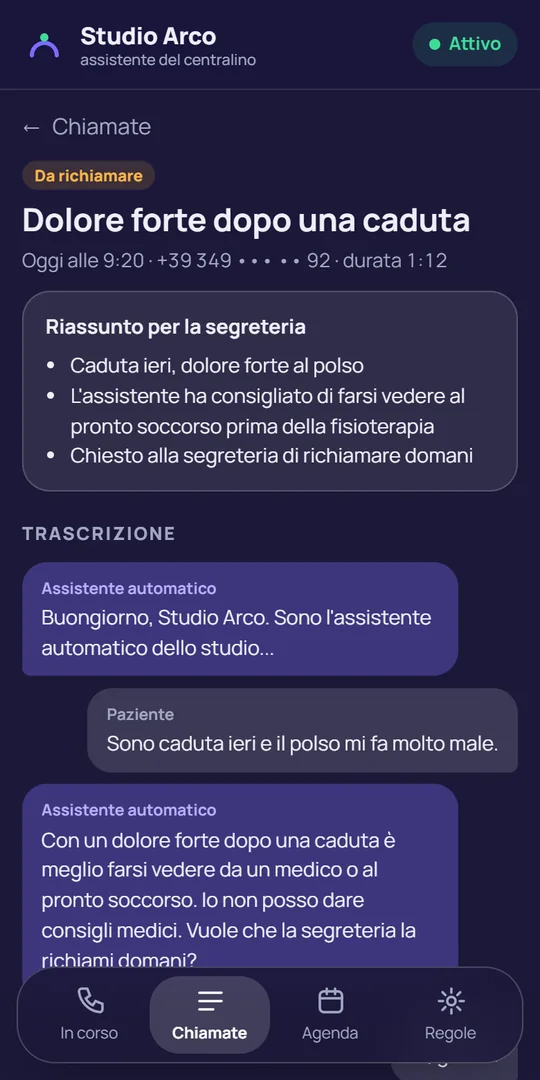 Studio Arco
assistente del centralino
Attivo
← Chiamate
Da richiamare
Dolore forte dopo una caduta
Oggi alle 9:20 · +39 349 ••• •• 92 · durata 1:12
Riassunto per la segreteria
• Caduta ieri, dolore forte al polso
• L'assistente ha consigliato di farsi vedere al
pronto soccorso prima della fisioterapia
• Chiesto alla segreteria di richiamare domani
TRASCRIZIONE
Assistente automatico
Buongiorno, Studio Arco. Sono l'assistente
automatico dello studio...
Paziente
Sono caduta ieri e il polso mi fa molto male.
Assistente automatico
Con un dolore forte dopo una caduta è
meglio farsi vedere da un medico o al
pronto soccorso. Io non posso dare
consigli medici. Vuole che la segreteria la
richiami domani?
In corso
Chiamate
Agenda
Regole